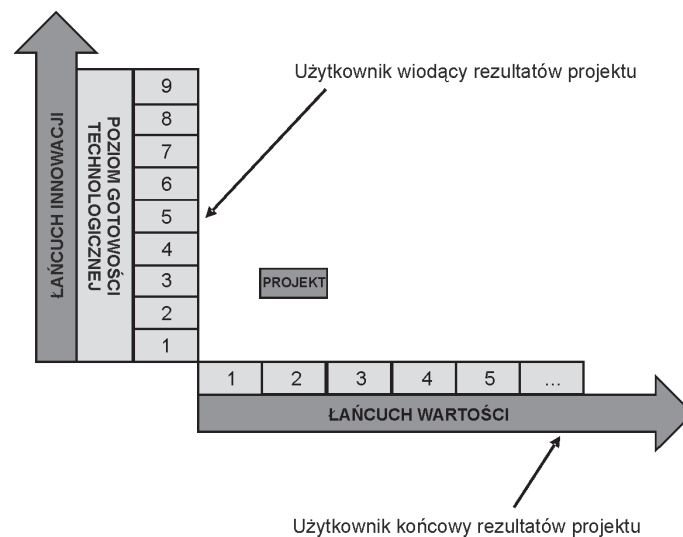 Użytkownik wiodący rezultatów projektu
ŁAŃCUCH INNOWACJI
POZIOM GOTOWOŚCI
TECHNOLOGICZNEJ
9
8
7
6
5
4
3
2
1
PROJEKT
1 2 3 4 5 ...
ŁAŃCUCH WARTOŚCI
Użytkownik końcowy rezultatów projektu